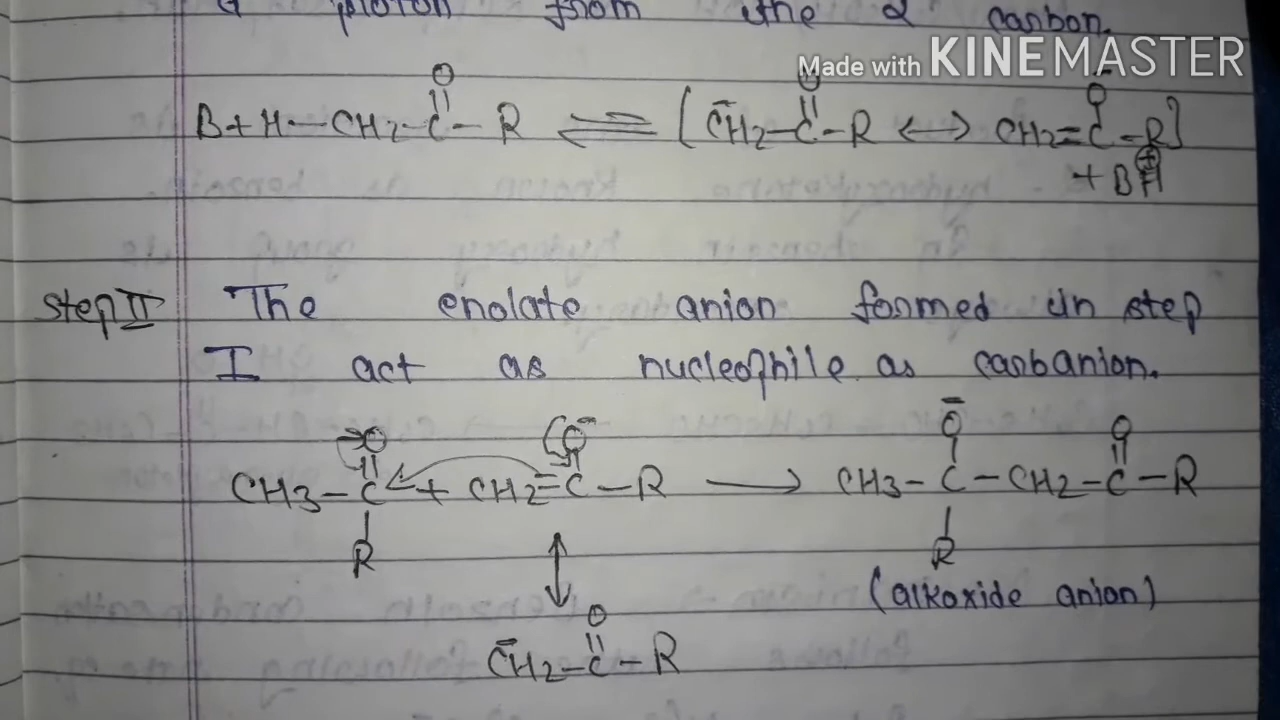 proton from the α carbon.
Made with KINEMASTER
O O O⁻
B + H—CH2—C—R ⇌ [C̄H2—C—R ↔ CH2=C—R]
+ BH⊕
Step II The enolate anion formed in step
I act as nucleophile as carbanion.
O O⁻ O⁻ O
CH3—C + CH2=C—R → CH3—C—CH2—C—R
R R
(alkoxide anion)
O
C̄H2—C—R